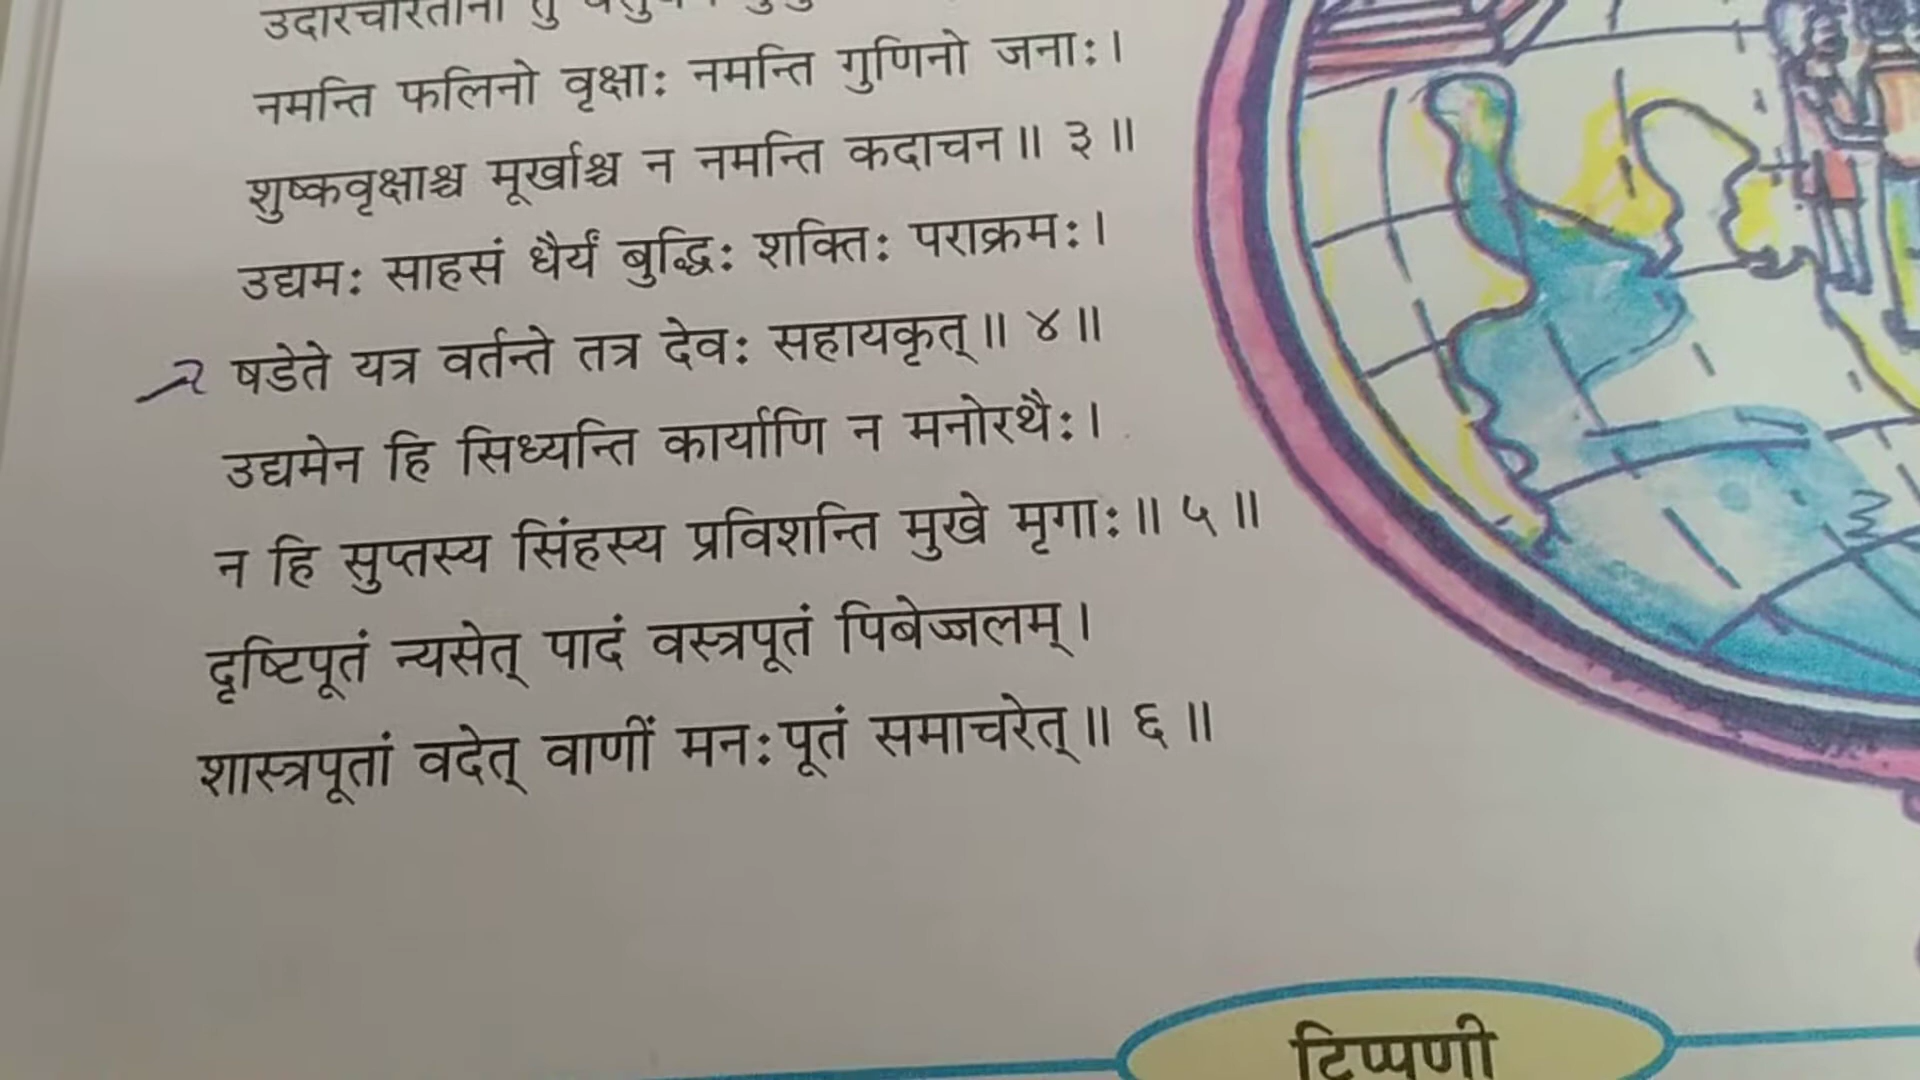 उदारचरितानां तु
नमन्ति फलिनो वृक्षाः नमन्ति गुणिनो जनाः।
शुष्कवृक्षाश्च मूर्खाश्च न नमन्ति कदाचन॥ ३॥
उद्यमः साहसं धैर्यं बुद्धिः शक्तिः पराक्रमः।
षडेते यत्र वर्तन्ते तत्र देवः सहायकृत्॥ ४॥
उद्यमेन हि सिध्यन्ति कार्याणि न मनोरथैः।
न हि सुप्तस्य सिंहस्य प्रविशन्ति मुखे मृगाः॥ ५॥
दृष्टिपूतं न्यसेत् पादं वस्त्रपूतं पिबेज्जलम्।
शास्त्रपूतां वदेत् वाणीं मनःपूतं समाचरेत्॥ ६॥
टिप्पणी